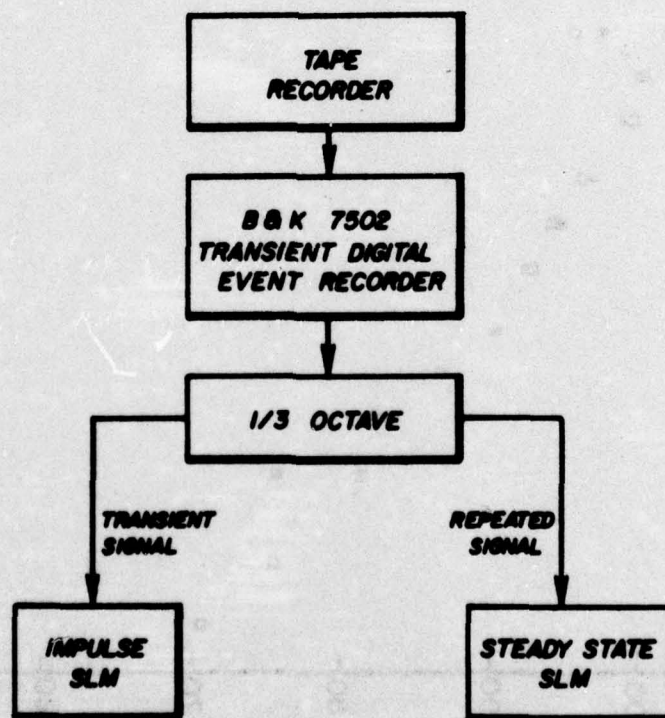 TAPE
RECORDER
B & K 7502
TRANSIENT DIGITAL
EVENT RECORDER
1/3 OCTAVE
TRANSIENT
SIGNAL
REPEATED
SIGNAL
IMPULSE
SLM
STEADY STATE
SLM